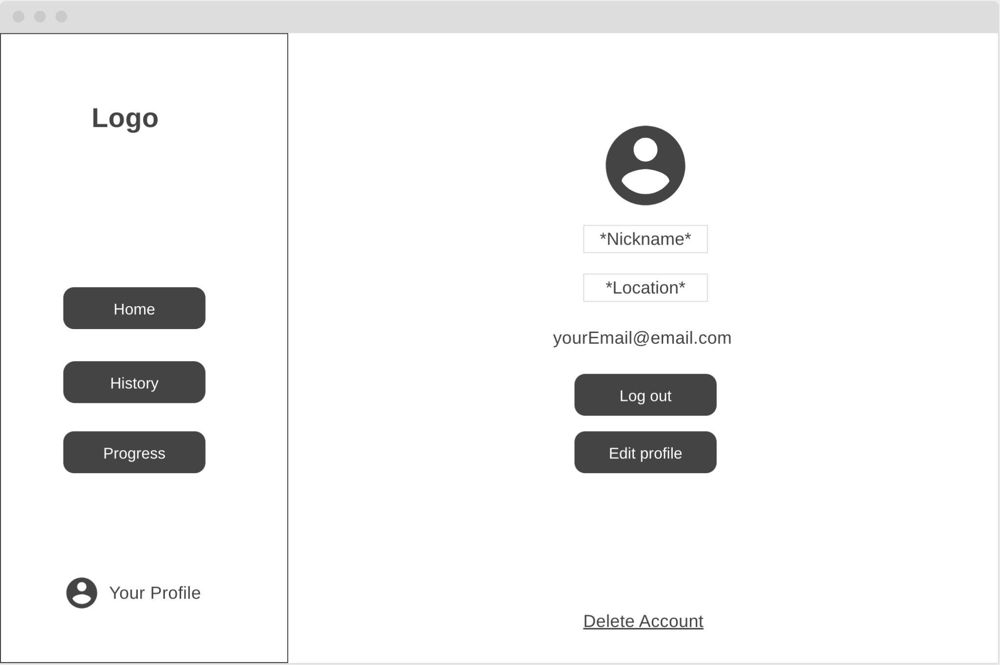 Logo
Home
History
Progress
Your Profile
*Nickname*
*Location*
yourEmail@email.com
Log out
Edit profile
Delete Account